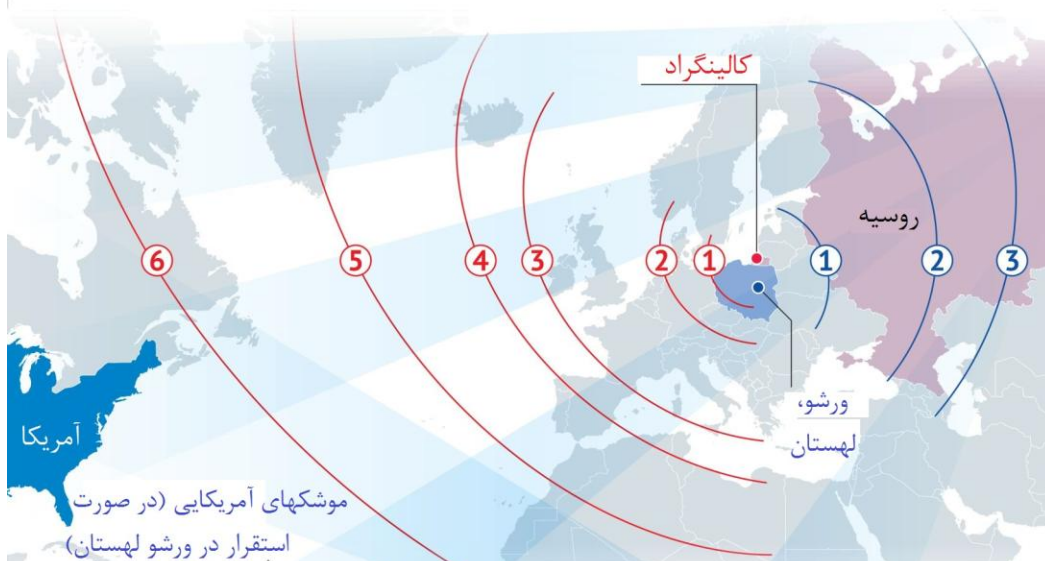 کالینگراد
روسیه
6
5
4
3
2
1
1
2
3
ورشو،
لهستان
آمریکا
موشکهای آمریکایی (در صورت
استقرار در ورشو لهستان)